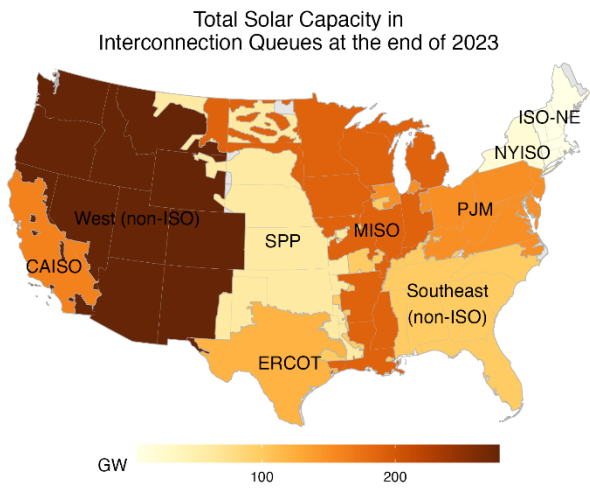 Total Solar Capacity in
Interconnection Queues at the end of 2023
ISO-NE
NYISO
PJM
West (non-ISO)
MISO
SPP
CAISO
Southeast
(non-ISO)
ERCOT
GW
100
200